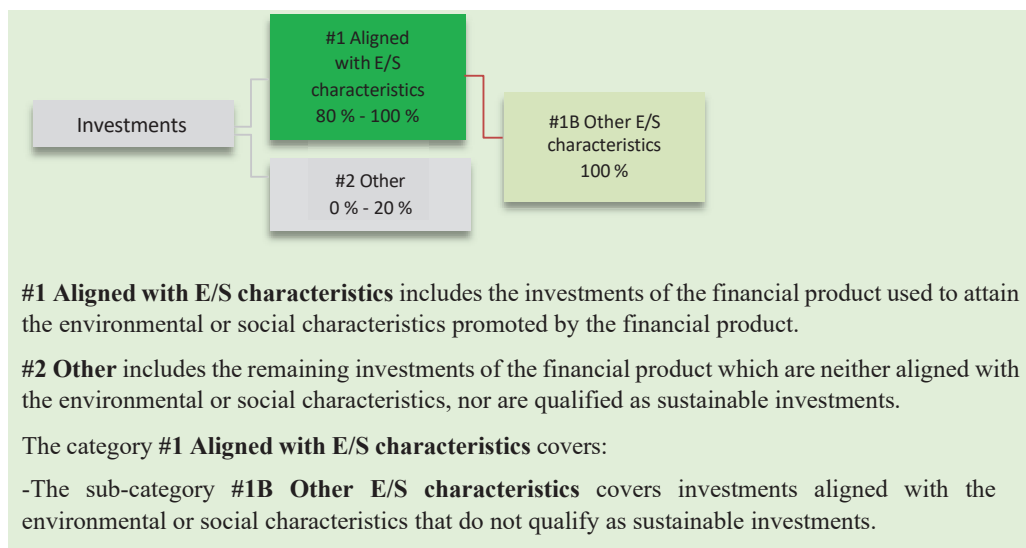 #1 Aligned
with E/S
characteristics
80 % - 100 %
Investments
#1B Other E/S
characteristics
100 %
#2 Other
0 % - 20 %
#1 Aligned with E/S characteristics includes the investments of the financial product used to attain
the environmental or social characteristics promoted by the financial product.
#2 Other includes the remaining investments of the financial product which are neither aligned with
the environmental or social characteristics, nor are qualified as sustainable investments.
The category #1 Aligned with E/S characteristics covers:
-The sub-category #1B Other E/S characteristics covers investments aligned with the
environmental or social characteristics that do not qualify as sustainable investments.